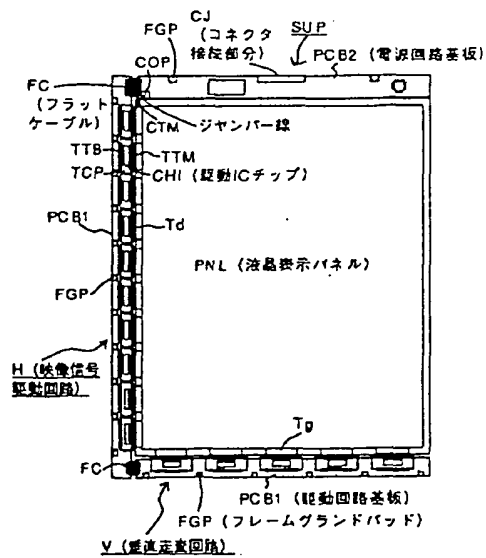 CJ
(コネクタ
接続部分)
SUP
FGP
PCB2 (電源回路基板)
COP
FC
(フラット
ケーブル)
CTM
ジャンパー線
TTB
TTM
TCP
CHI (駆動ICチップ)
PCB1
Td
PNL (液晶表示パネル)
FGP
H (映像信号
駆動回路)
Tg
FC
PCB1 (駆動回路基板)
FGP (フレームグランドパッド)
V (垂直走査回路)